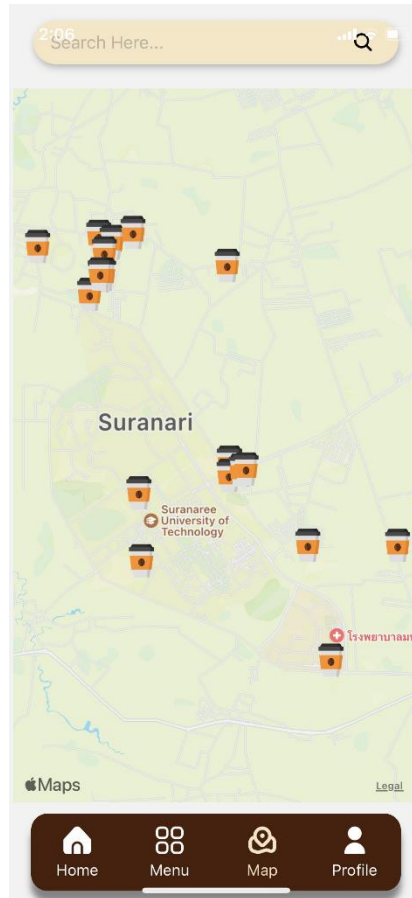 2:06
Search Here...
Suranari
Suranaree
University of
Technology
โรงพยาบาลม
Maps
Legal
Home
Menu
Map
Profile